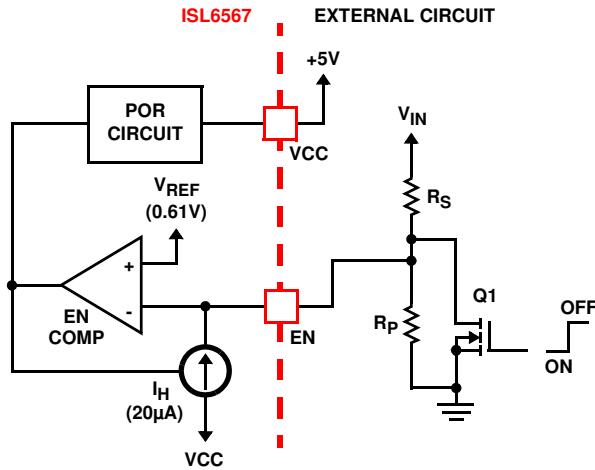 ISL6567
EXTERNAL CIRCUIT
+5V
POR
CIRCUIT
VCC
VIN
VREF
(0.61V)
RS
+
-
EN
COMP
EN
RP
Q1
OFF
ON
IH
(20µA)
VCC